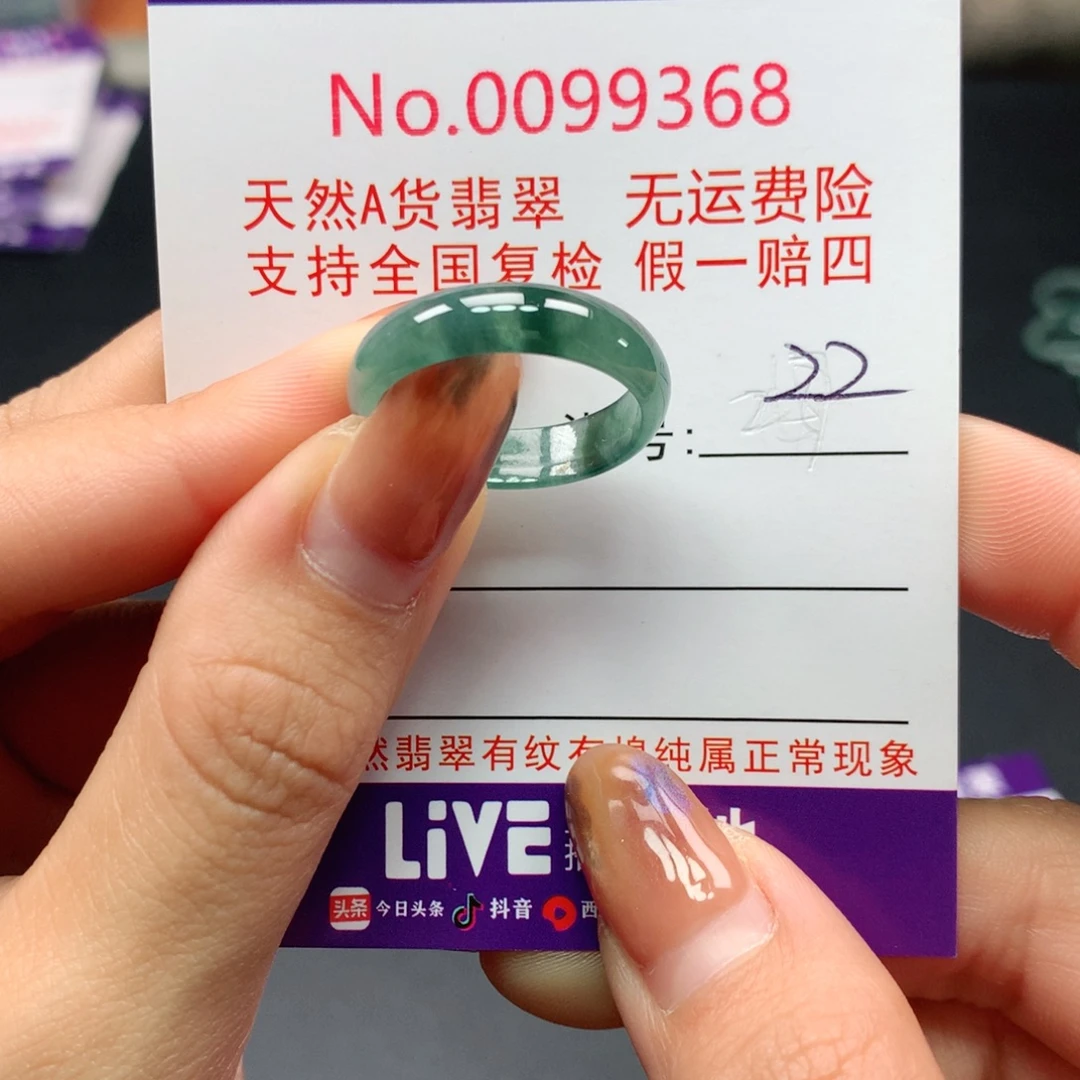 No.0099368
天然A货翡翠 无运费险
支持全国复检 假一赔四
22
号:
然翡翠有纹有棉纯属正常现象
LiVE
头条 今日头条 抖音 西